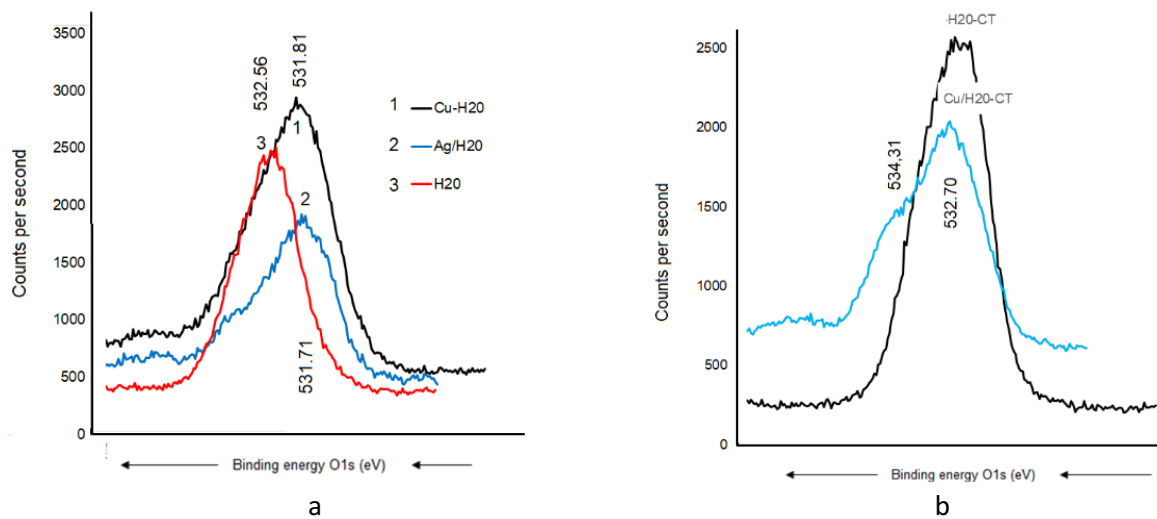 3500
3000
2500
2000
1500
1000
500
0
Counts per second
532.56
531.81
3
1
2
531.71
1 Cu-H20
2 Ag/H20
3 H20
Binding energy O1s (eV)
a
2500
2000
1500
1000
500
0
Counts per second
H20-CT
Cu/H20-CT
534,31
532.70
Binding energy O1s (eV)
b